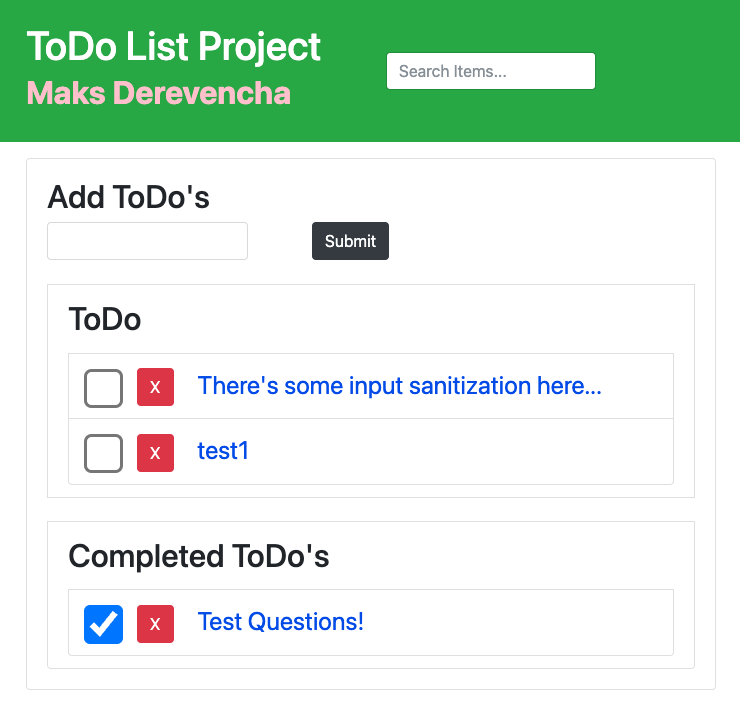 ToDo List Project
Maks Derevencha
Search Items...
Add ToDo's
Submit
ToDo
X There's some input sanitization here...
X test1
Completed ToDo's
X Test Questions!